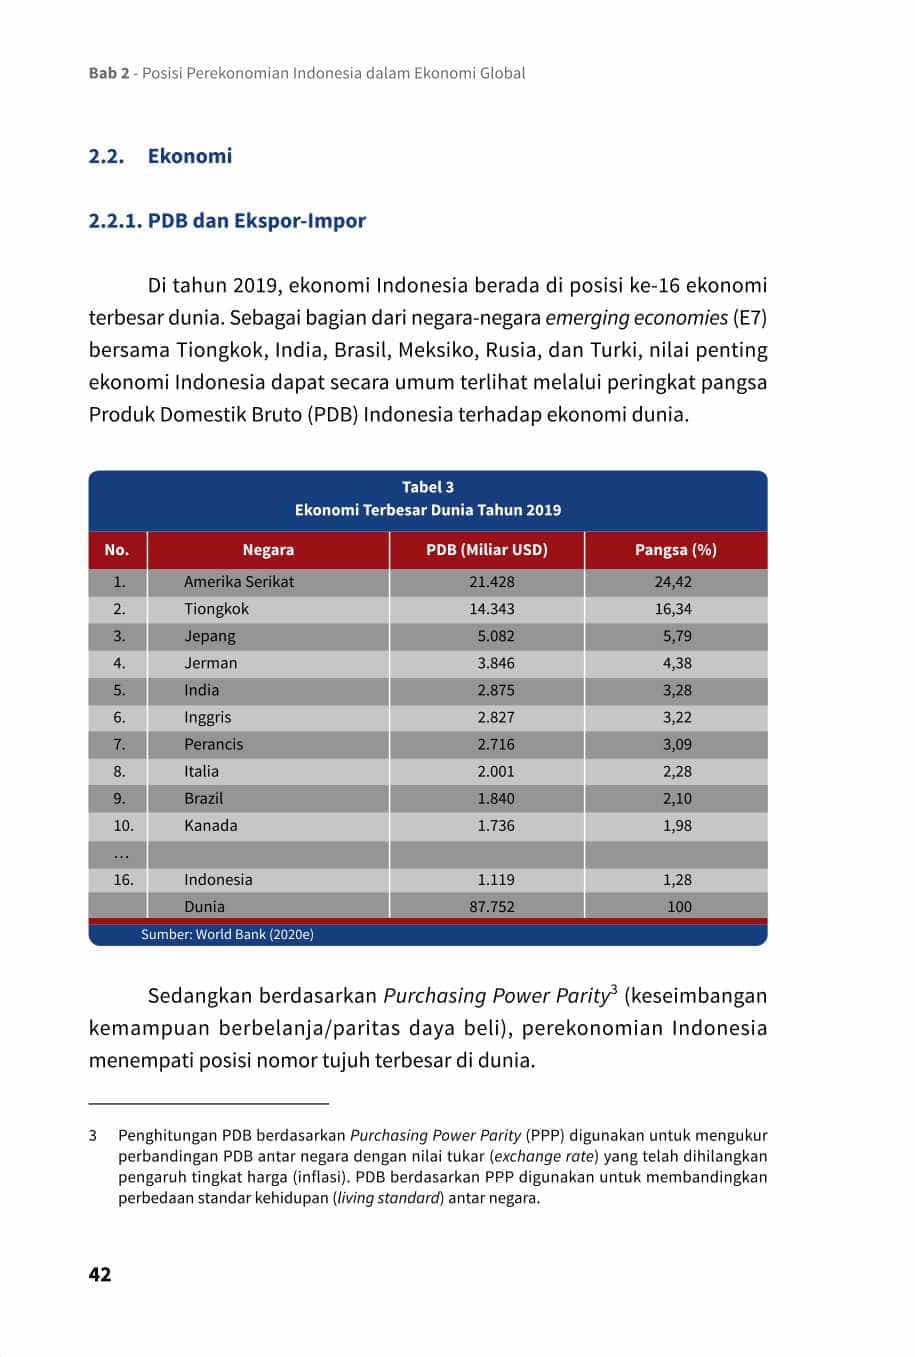 Bab 2 - Posisi Perekonomian Indonesia dalam Ekonomi Global
2.2. Ekonomi
2.2.1. PDB dan Ekspor-Impor
Di tahun 2019, ekonomi Indonesia berada di posisi ke-16 ekonomi
terbesar dunia. Sebagai bagian dari negara-negara emerging economies (E7)
bersama Tiongkok, India, Brasil, Meksiko, Rusia, dan Turki, nilai penting
ekonomi Indonesia dapat secara umum terlihat melalui peringkat pangsa
Produk Domestik Bruto (PDB) Indonesia terhadap ekonomi dunia.
Tabel 3
Ekonomi Terbesar Dunia Tahun 2019
No. Negara PDB (Miliar USD) Pangsa (%)
1. Amerika Serikat 21.428 24,42
2. Tiongkok 14.343 16,34
3. Jepang 5.082 5,79
4. Jerman 3.846 4,38
5. India 2.875 3,28
6. Inggris 2.827 3,22
7. Perancis 2.716 3,09
8. Italia 2.001 2,28
9. Brazil 1.840 2,10
10. Kanada 1.736 1,98
…
16. Indonesia 1.119 1,28
Dunia 87.752 100
Sumber: World Bank (2020e)
Sedangkan berdasarkan Purchasing Power Parity³ (keseimbangan
kemampuan berbelanja/paritas daya beli), perekonomian Indonesia
menempati posisi nomor tujuh terbesar di dunia.
3 Penghitungan PDB berdasarkan Purchasing Power Parity (PPP) digunakan untuk mengukur
perbandingan PDB antar negara dengan nilai tukar (exchange rate) yang telah dihilangkan
pengaruh tingkat harga (inflasi). PDB berdasarkan PPP digunakan untuk membandingkan
perbedaan standar kehidupan (living standard) antar negara.
42